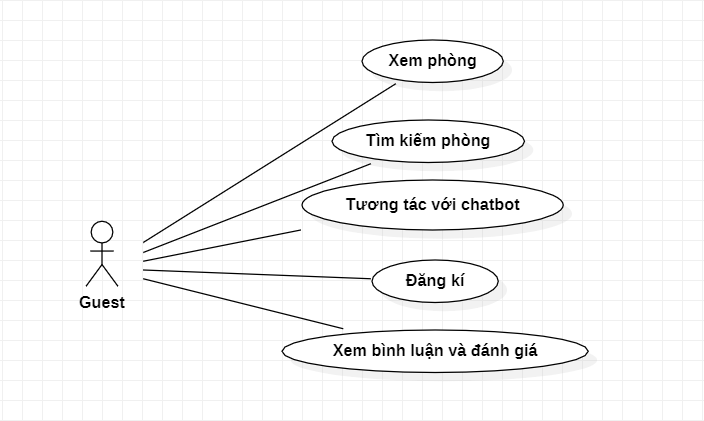 Xem phòng
Tìm kiếm phòng
Tương tác với chatbot
Đăng kí
Guest
Xem bình luận và đánh giá